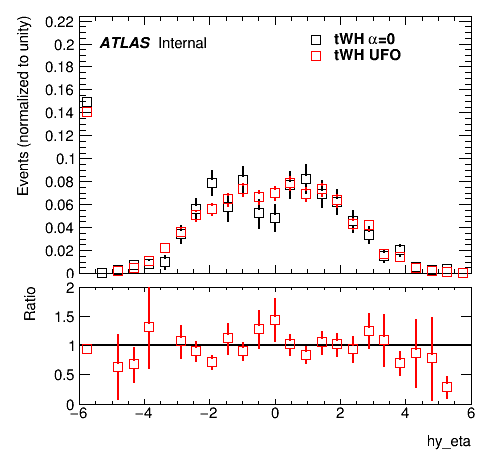 Events (normalized to unity)
0.22
0.2
0.18
0.16
0.14
0.12
0.1
0.08
0.06
0.04
0.02
0
ATLAS Internal
tWH α=0
tWH UFO
Ratio
2
1.5
1
0.5
0
−6 −4 −2 0 2 4 6
hy_eta